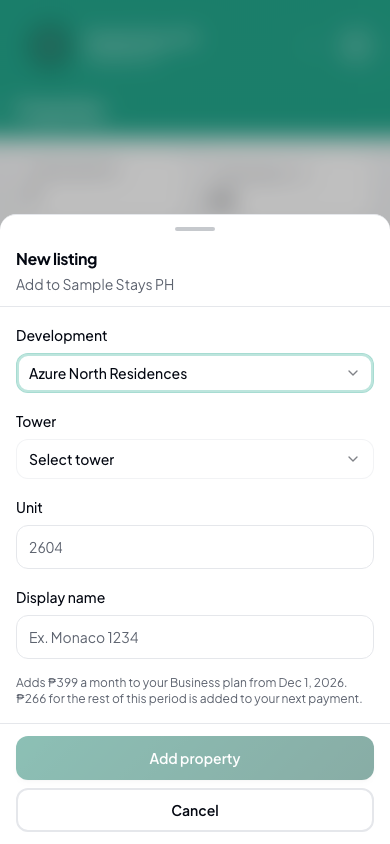 New listing
Add to Sample Stays PH
Development
Azure North Residences
Tower
Select tower
Unit
2604
Display name
Ex. Monaco 1234
Adds ₱399 a month to your Business plan from Dec 1, 2026.
₱266 for the rest of this period is added to your next payment.
Add property
Cancel